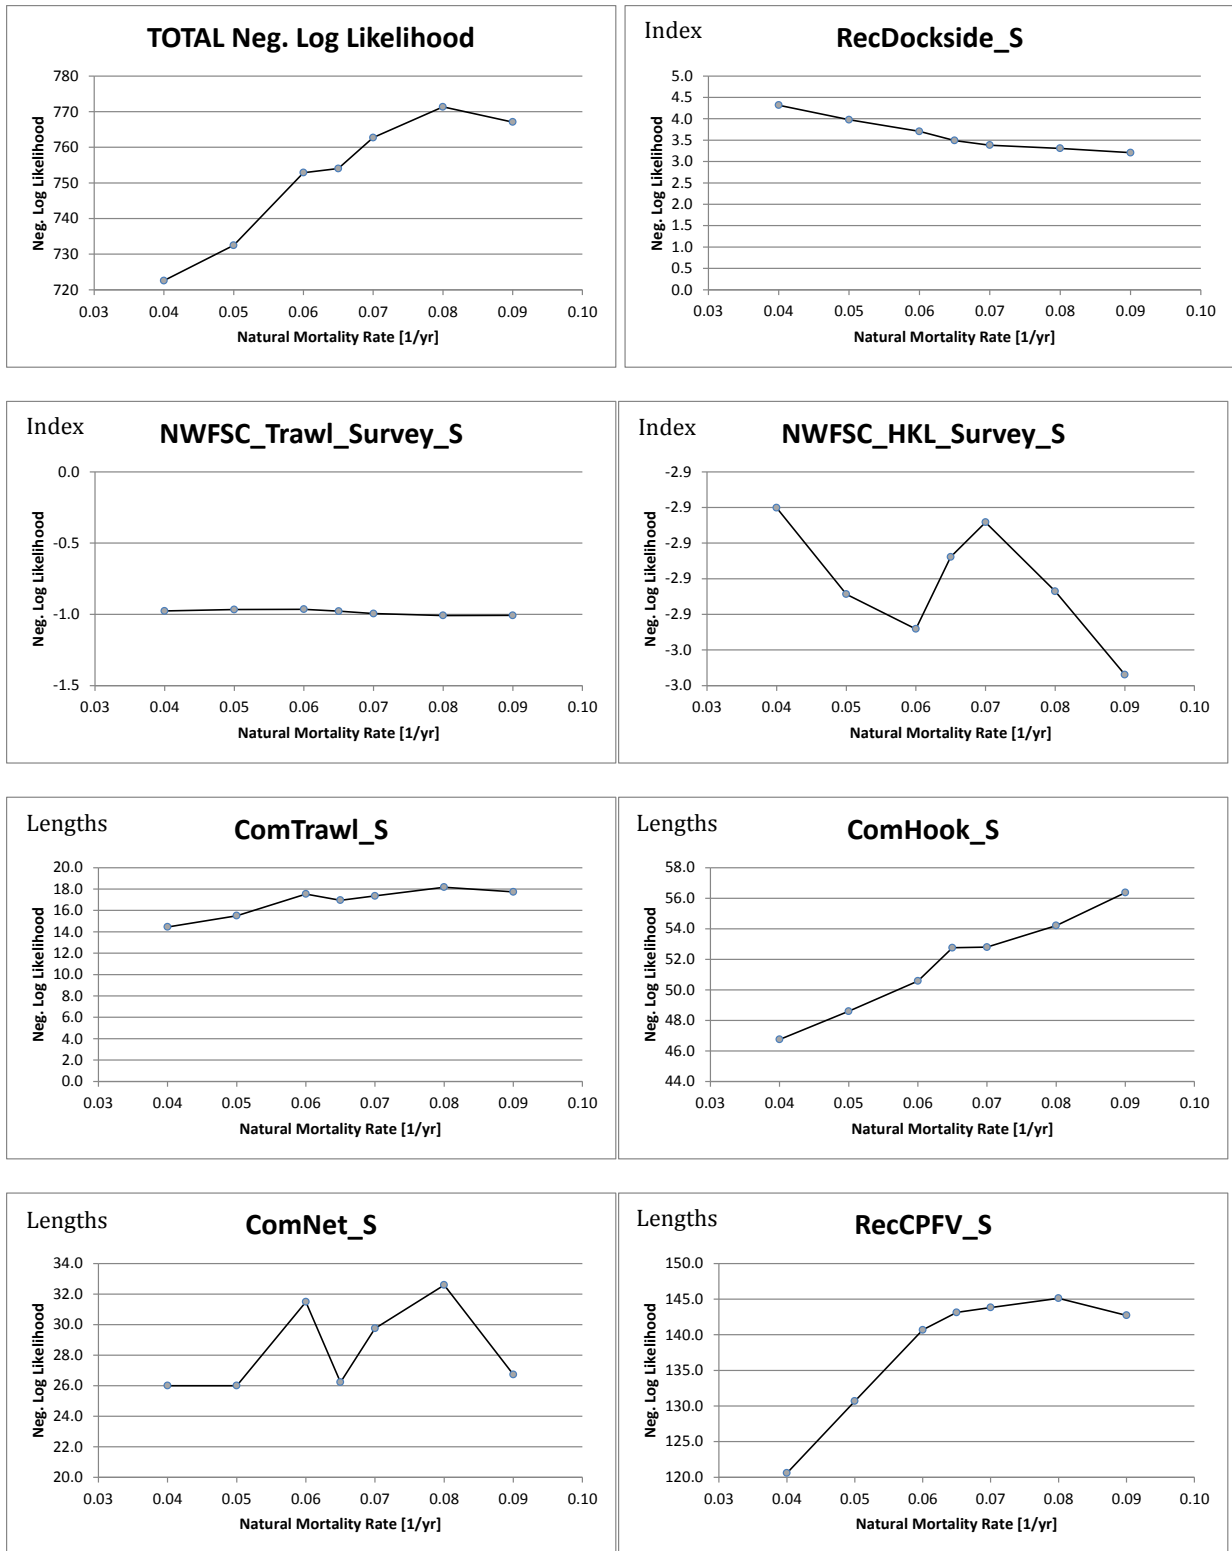 TOTAL Neg. Log Likelihood
780
770
760
750
740
730
720
Neg. Log Likelihood
0.03 0.04 0.05 0.06 0.07 0.08 0.09 0.10
Natural Mortality Rate [1/yr]
Index
RecDockside_S
5.0
4.5
4.0
3.5
3.0
2.5
2.0
1.5
1.0
0.5
0.0
Neg. Log Likelihood
0.03 0.04 0.05 0.06 0.07 0.08 0.09 0.10
Natural Mortality Rate [1/yr]
Index
NWFSC_Trawl_Survey_S
0.0
-0.5
-1.0
-1.5
Neg. Log Likelihood
0.03 0.04 0.05 0.06 0.07 0.08 0.09 0.10
Natural Mortality Rate [1/yr]
Index
NWFSC_HKL_Survey_S
-2.9
-2.9
-2.9
-2.9
-2.9
-3.0
-3.0
Neg. Log Likelihood
0.03 0.04 0.05 0.06 0.07 0.08 0.09 0.10
Natural Mortality Rate [1/yr]
Lengths
ComTrawl_S
20.0
18.0
16.0
14.0
12.0
10.0
8.0
6.0
4.0
2.0
0.0
Neg. Log Likelihood
0.03 0.04 0.05 0.06 0.07 0.08 0.09 0.10
Natural Mortality Rate [1/yr]
Lengths
ComHook_S
58.0
56.0
54.0
52.0
50.0
48.0
46.0
44.0
Neg. Log Likelihood
0.03 0.04 0.05 0.06 0.07 0.08 0.09 0.10
Natural Mortality Rate [1/yr]
Lengths
ComNet_S
34.0
32.0
30.0
28.0
26.0
24.0
22.0
20.0
Neg. Log Likelihood
0.03 0.04 0.05 0.06 0.07 0.08 0.09 0.10
Natural Mortality Rate [1/yr]
Lengths
RecCPFV_S
150.0
145.0
140.0
135.0
130.0
125.0
120.0
Neg. Log Likelihood
0.03 0.04 0.05 0.06 0.07 0.08 0.09 0.10
Natural Mortality Rate [1/yr]